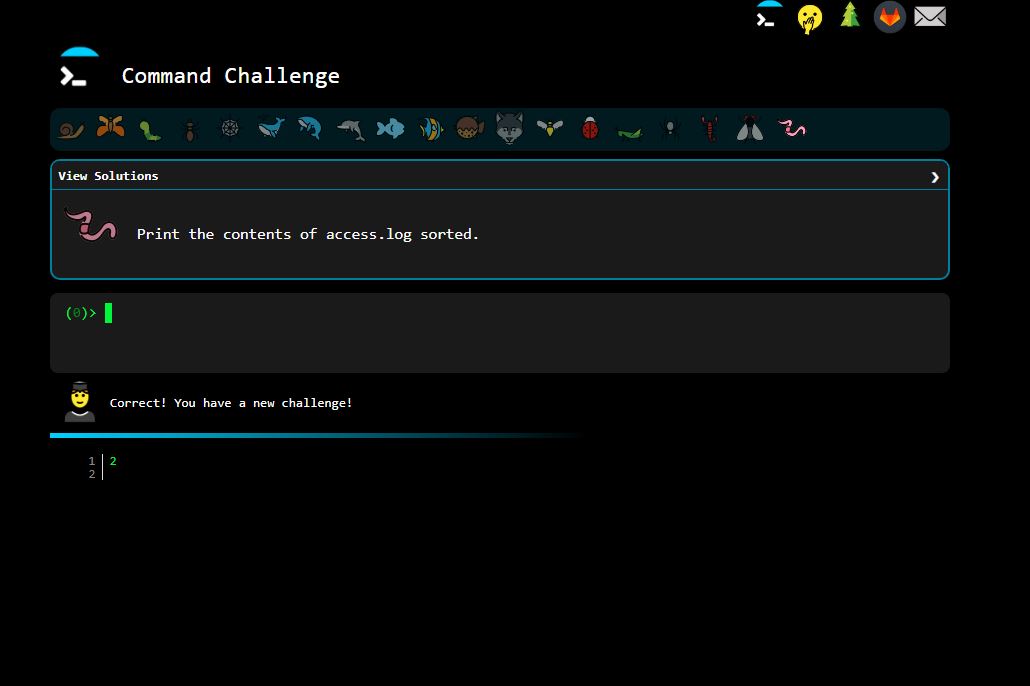 Command Challenge
View Solutions
Print the contents of access.log sorted.
(0)>
Correct! You have a new challenge!
1 2
2